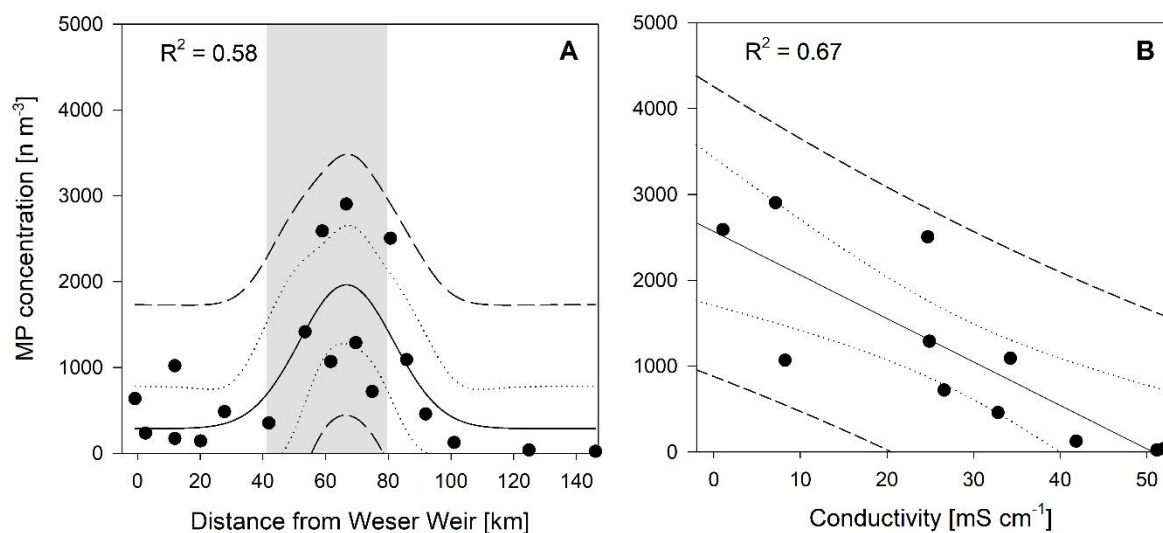 5000
4000
3000
2000
1000
0
MP concentration [n m⁻³]
R² = 0.58
A
0 20 40 60 80 100 120 140
Distance from Weser Weir [km]
5000
4000
3000
2000
1000
0
R² = 0.67
B
0 10 20 30 40 50
Conductivity [mS cm⁻¹]